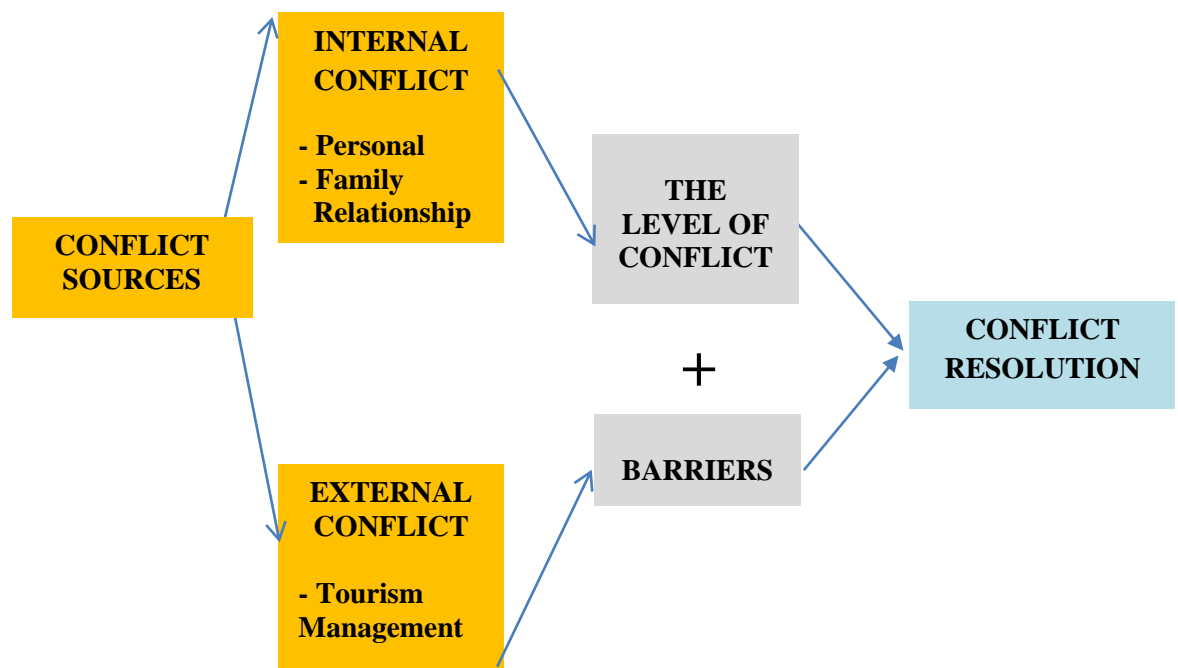 INTERNAL
CONFLICT
- Personal
- Family
Relationship
CONFLICT
SOURCES
THE
LEVEL OF
CONFLICT
+
BARRIERS
CONFLICT
RESOLUTION
EXTERNAL
CONFLICT
- Tourism
Management